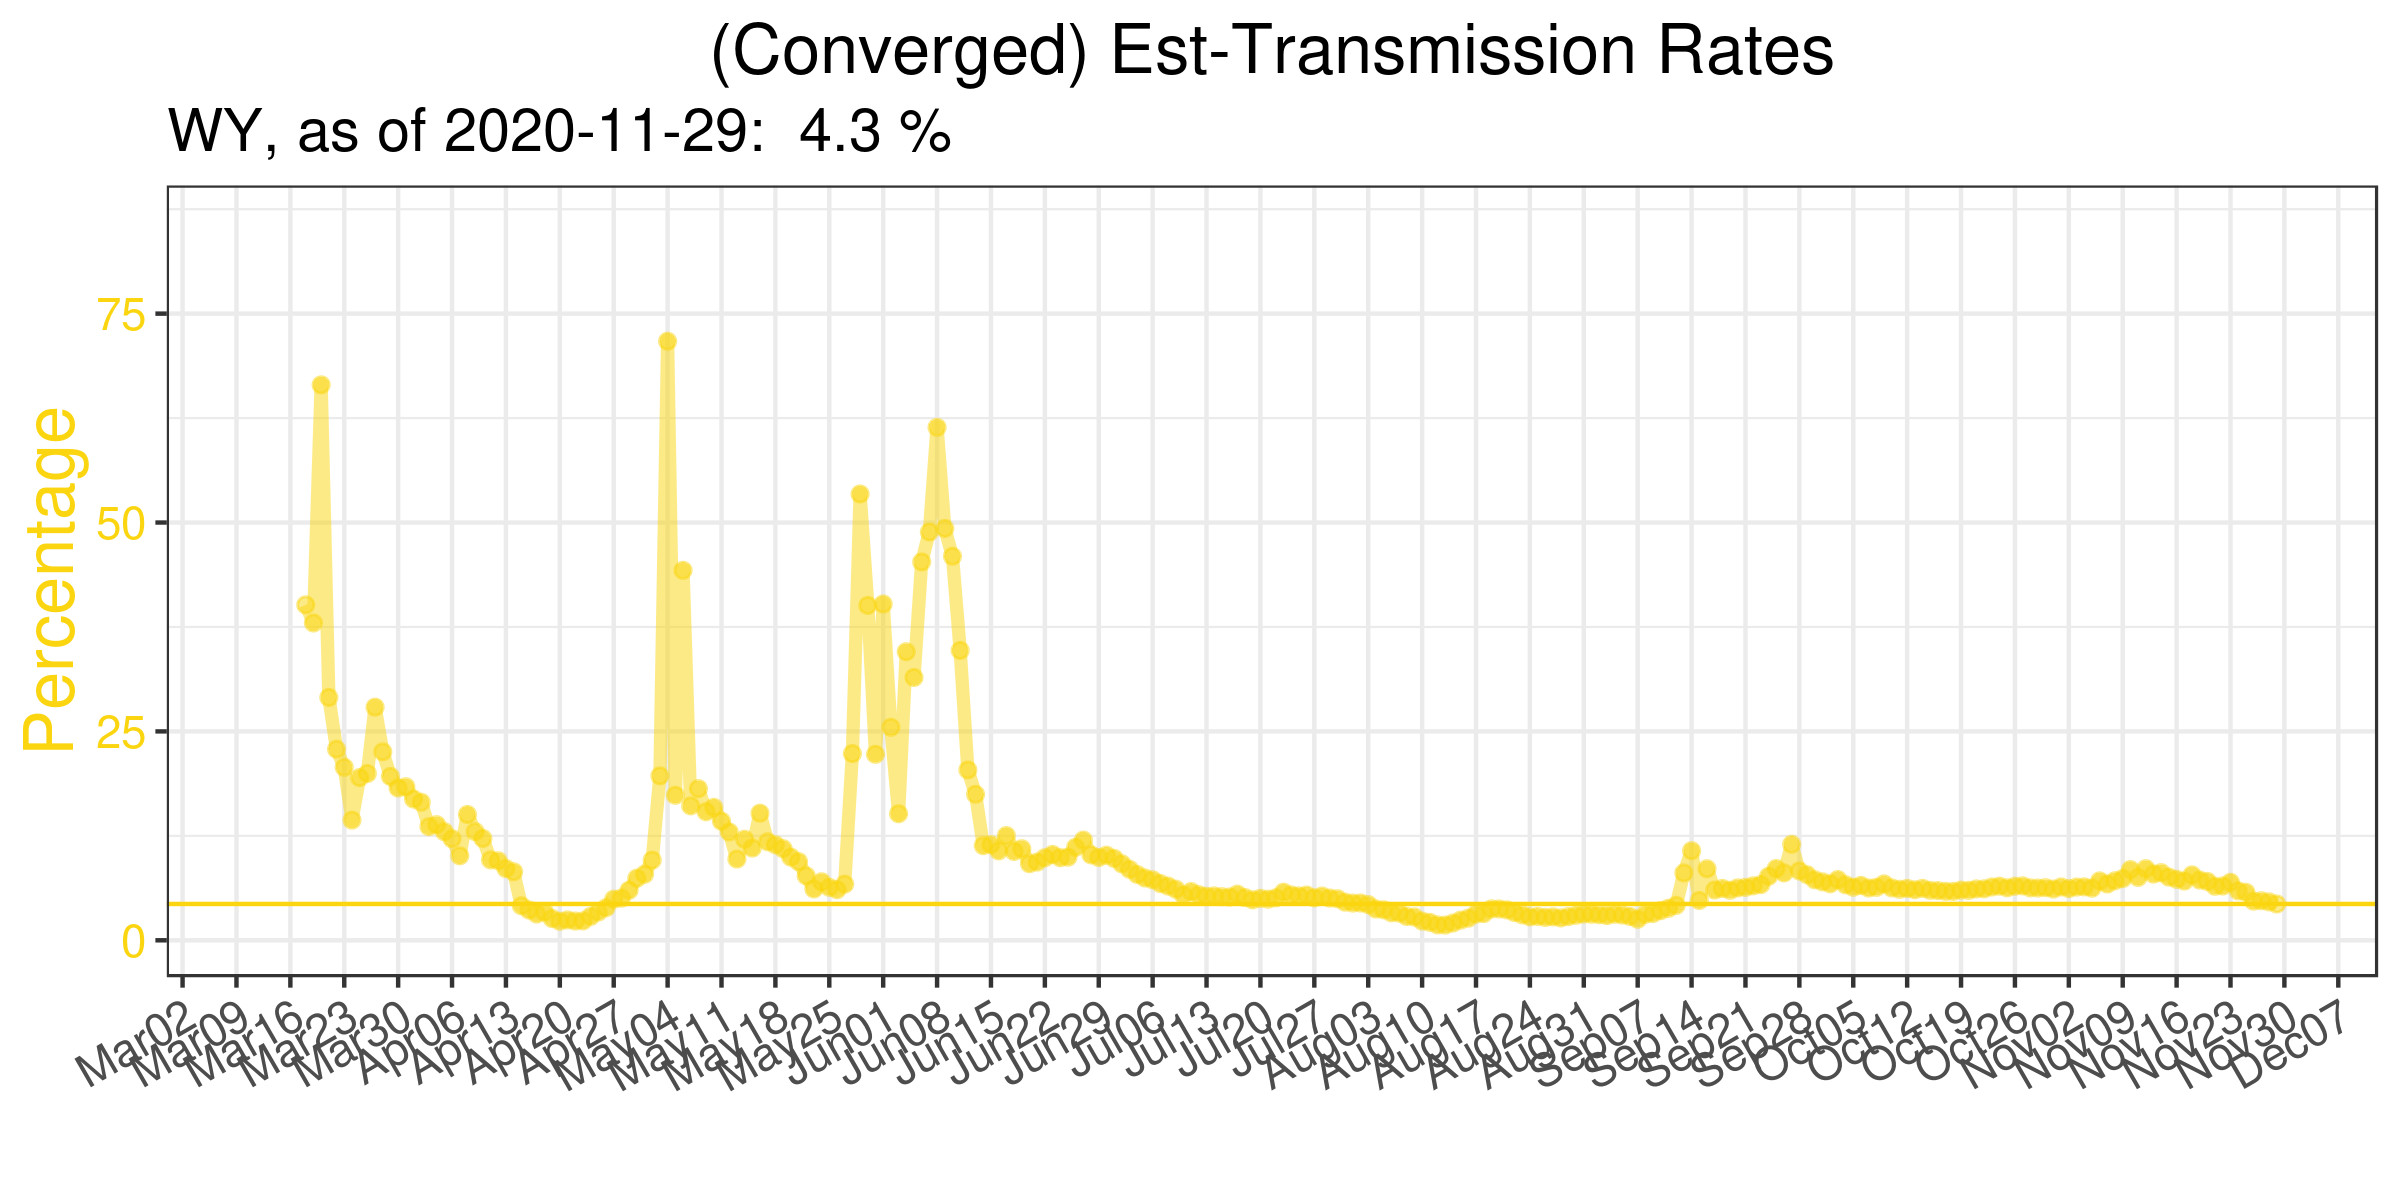 (Converged) Est-Transmission Rates
WY, as of 2020-11-29:  4.3 %
Percentage
75
50
25
0
Mar02
Mar09
Mar16
Mar23
Mar30
Apr06
Apr13
Apr20
Apr27
May04
May11
May18
May25
Jun01
Jun08
Jun15
Jun22
Jun29
Jul06
Jul13
Jul20
Jul27
Aug03
Aug10
Aug17
Aug24
Aug31
Sep07
Sep14
Sep21
Sep28
Oct05
Oct12
Oct19
Oct26
Nov02
Nov09
Nov16
Nov23
Nov30
Dec07